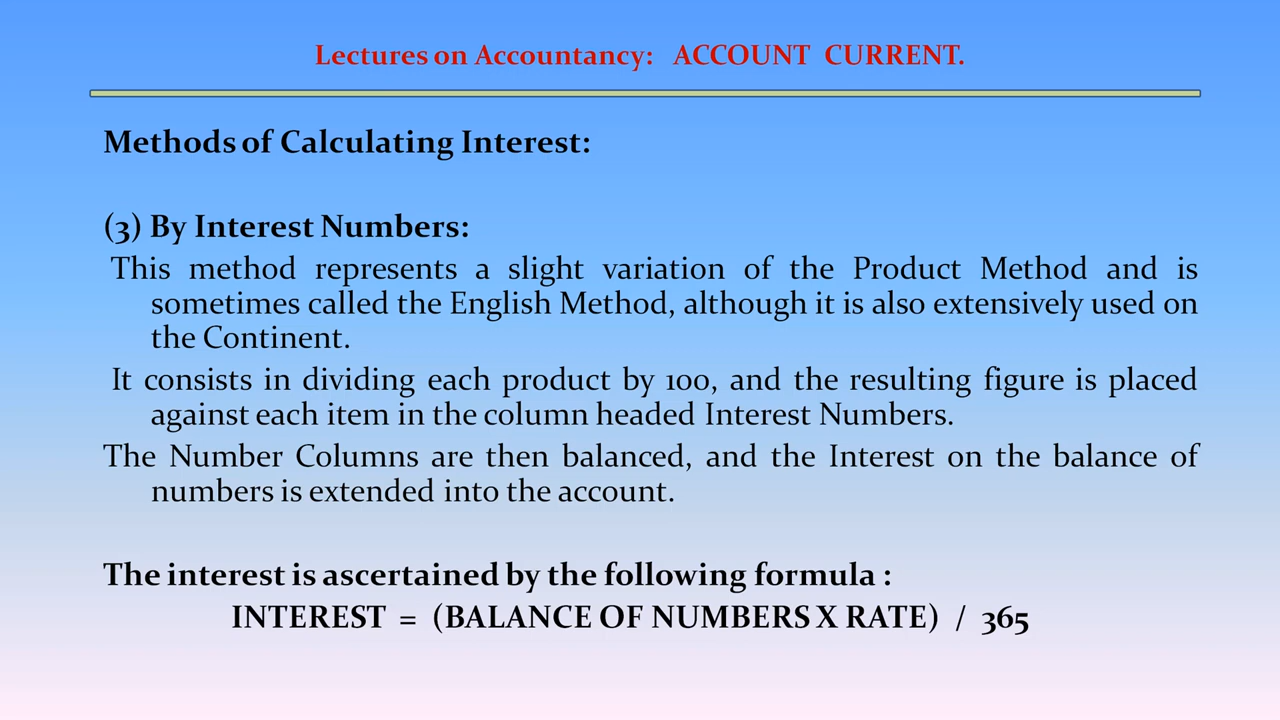 Lectures on Accountancy: ACCOUNT CURRENT.
Methods of Calculating Interest:
(3) By Interest Numbers:
This method represents a slight variation of the Product Method and is
sometimes called the English Method, although it is also extensively used on
the Continent.
It consists in dividing each product by 100, and the resulting figure is placed
against each item in the column headed Interest Numbers.
The Number Columns are then balanced, and the Interest on the balance of
numbers is extended into the account.
The interest is ascertained by the following formula :
INTEREST = (BALANCE OF NUMBERS X RATE) / 365